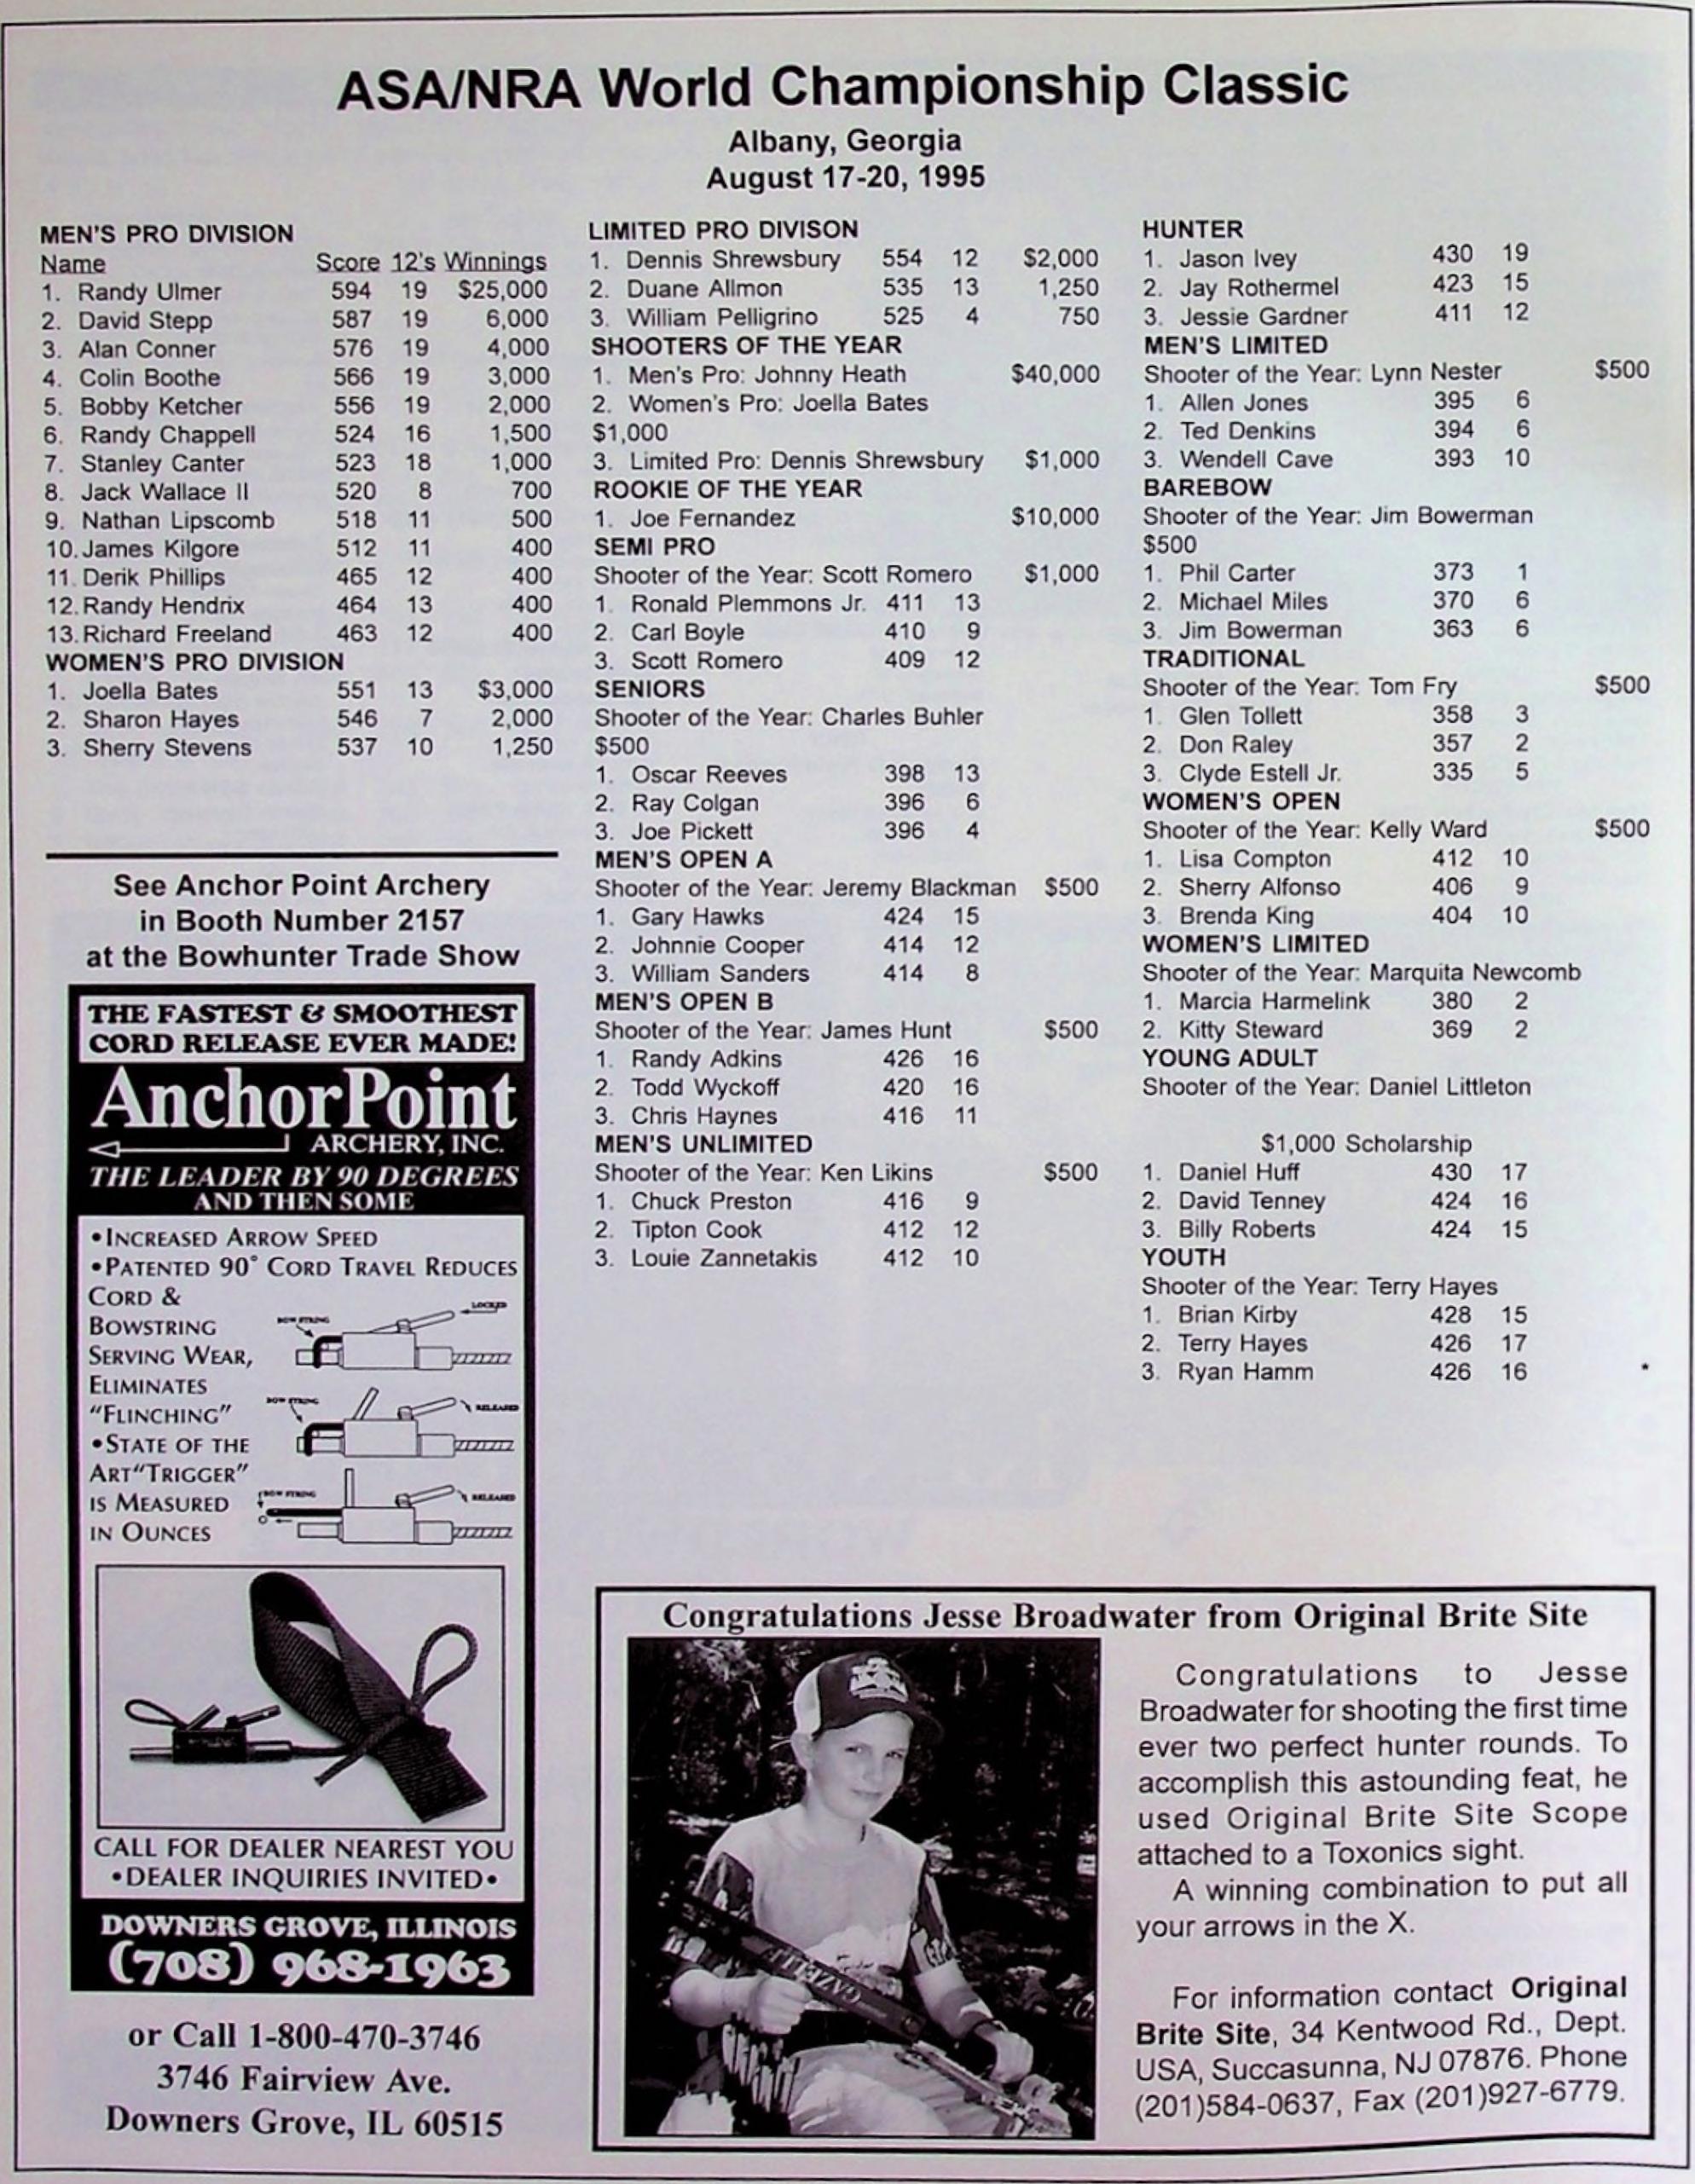 ASA/NRA World Championship Classic
Albany, Georgia
August 17-20, 1995
MEN'S PRO DIVISION
Name Score 12's Winnings
1. Randy Ulmer 594 19 $25,000
2. David Stepp 587 19 6,000
3. Alan Conner 576 19 4,000
4. Colin Boothe 566 19 3,000
5. Bobby Ketcher 556 19 2,000
6. Randy Chappell 524 16 1,500
7. Stanley Canter 523 18 1,000
8. Jack Wallace II 520 8 700
9. Nathan Lipscomb 518 11 500
10. James Kilgore 512 11 400
11. Derik Phillips 465 12 400
12. Randy Hendrix 464 13 400
13. Richard Freeland 463 12 400
WOMEN'S PRO DIVISION
1. Joella Bates 551 13 $3,000
2. Sharon Hayes 546 7 2,000
3. Sherry Stevens 537 10 1,250
See Anchor Point Archery
in Booth Number 2157
at the Bowhunter Trade Show
THE FASTEST & SMOOTHEST
CORD RELEASE EVER MADE!
AnchorPoint
ARCHERY, INC.
THE LEADER BY 90 DEGREES
AND THEN SOME
•INCREASED ARROW SPEED
•PATENTED 90° CORD TRAVEL REDUCES
CORD &
BOWSTRING
SERVING WEAR,
ELIMINATES
"FLINCHING"
•STATE OF THE
ART"TRIGGER"
IS MEASURED
IN OUNCES
BOW STRING
LOCKED
BOW STRING
RELEASED
BOW STRING
RELEASED
CALL FOR DEALER NEAREST YOU
•DEALER INQUIRIES INVITED•
DOWNERS GROVE, ILLINOIS
(708) 968-1963
or Call 1-800-470-3746
3746 Fairview Ave.
Downers Grove, IL 60515
LIMITED PRO DIVISON
1. Dennis Shrewsbury 554 12 $2,000
2. Duane Allmon 535 13 1,250
3. William Pelligrino 525 4 750
SHOOTERS OF THE YEAR
1. Men's Pro: Johnny Heath $40,000
2. Women's Pro: Joella Bates
$1,000
3. Limited Pro: Dennis Shrewsbury $1,000
ROOKIE OF THE YEAR
1. Joe Fernandez $10,000
SEMI PRO
Shooter of the Year: Scott Romero $1,000
1. Ronald Plemmons Jr. 411 13
2. Carl Boyle 410 9
3. Scott Romero 409 12
SENIORS
Shooter of the Year: Charles Buhler
$500
1. Oscar Reeves 398 13
2. Ray Colgan 396 6
3. Joe Pickett 396 4
MEN'S OPEN A
Shooter of the Year: Jeremy Blackman $500
1. Gary Hawks 424 15
2. Johnnie Cooper 414 12
3. William Sanders 414 8
MEN'S OPEN B
Shooter of the Year: James Hunt $500
1. Randy Adkins 426 16
2. Todd Wyckoff 420 16
3. Chris Haynes 416 11
MEN'S UNLIMITED
Shooter of the Year: Ken Likins $500
1. Chuck Preston 416 9
2. Tipton Cook 412 12
3. Louie Zannetakis 412 10
HUNTER
1. Jason Ivey 430 19
2. Jay Rothermel 423 15
3. Jessie Gardner 411 12
MEN'S LIMITED
Shooter of the Year: Lynn Nester $500
1. Allen Jones 395 6
2. Ted Denkins 394 6
3. Wendell Cave 393 10
BAREBOW
Shooter of the Year: Jim Bowerman
$500
1. Phil Carter 373 1
2. Michael Miles 370 6
3. Jim Bowerman 363 6
TRADITIONAL
Shooter of the Year: Tom Fry $500
1. Glen Tollett 358 3
2. Don Raley 357 2
3. Clyde Estell Jr. 335 5
WOMEN'S OPEN
Shooter of the Year: Kelly Ward $500
1. Lisa Compton 412 10
2. Sherry Alfonso 406 9
3. Brenda King 404 10
WOMEN'S LIMITED
Shooter of the Year: Marquita Newcomb
1. Marcia Harmelink 380 2
2. Kitty Steward 369 2
YOUNG ADULT
Shooter of the Year: Daniel Littleton
$1,000 Scholarship
1. Daniel Huff 430 17
2. David Tenney 424 16
3. Billy Roberts 424 15
YOUTH
Shooter of the Year: Terry Hayes
1. Brian Kirby 428 15
2. Terry Hayes 426 17
3. Ryan Hamm 426 16
Congratulations Jesse Broadwater from Original Brite Site
GAZELLE
Congratulations to Jesse
Broadwater for shooting the first time
ever two perfect hunter rounds. To
accomplish this astounding feat, he
used Original Brite Site Scope
attached to a Toxonics sight.
A winning combination to put all
your arrows in the X.
For information contact Original
Brite Site, 34 Kentwood Rd., Dept.
USA, Succasunna, NJ 07876. Phone
(201)584-0637, Fax (201)927-6779.